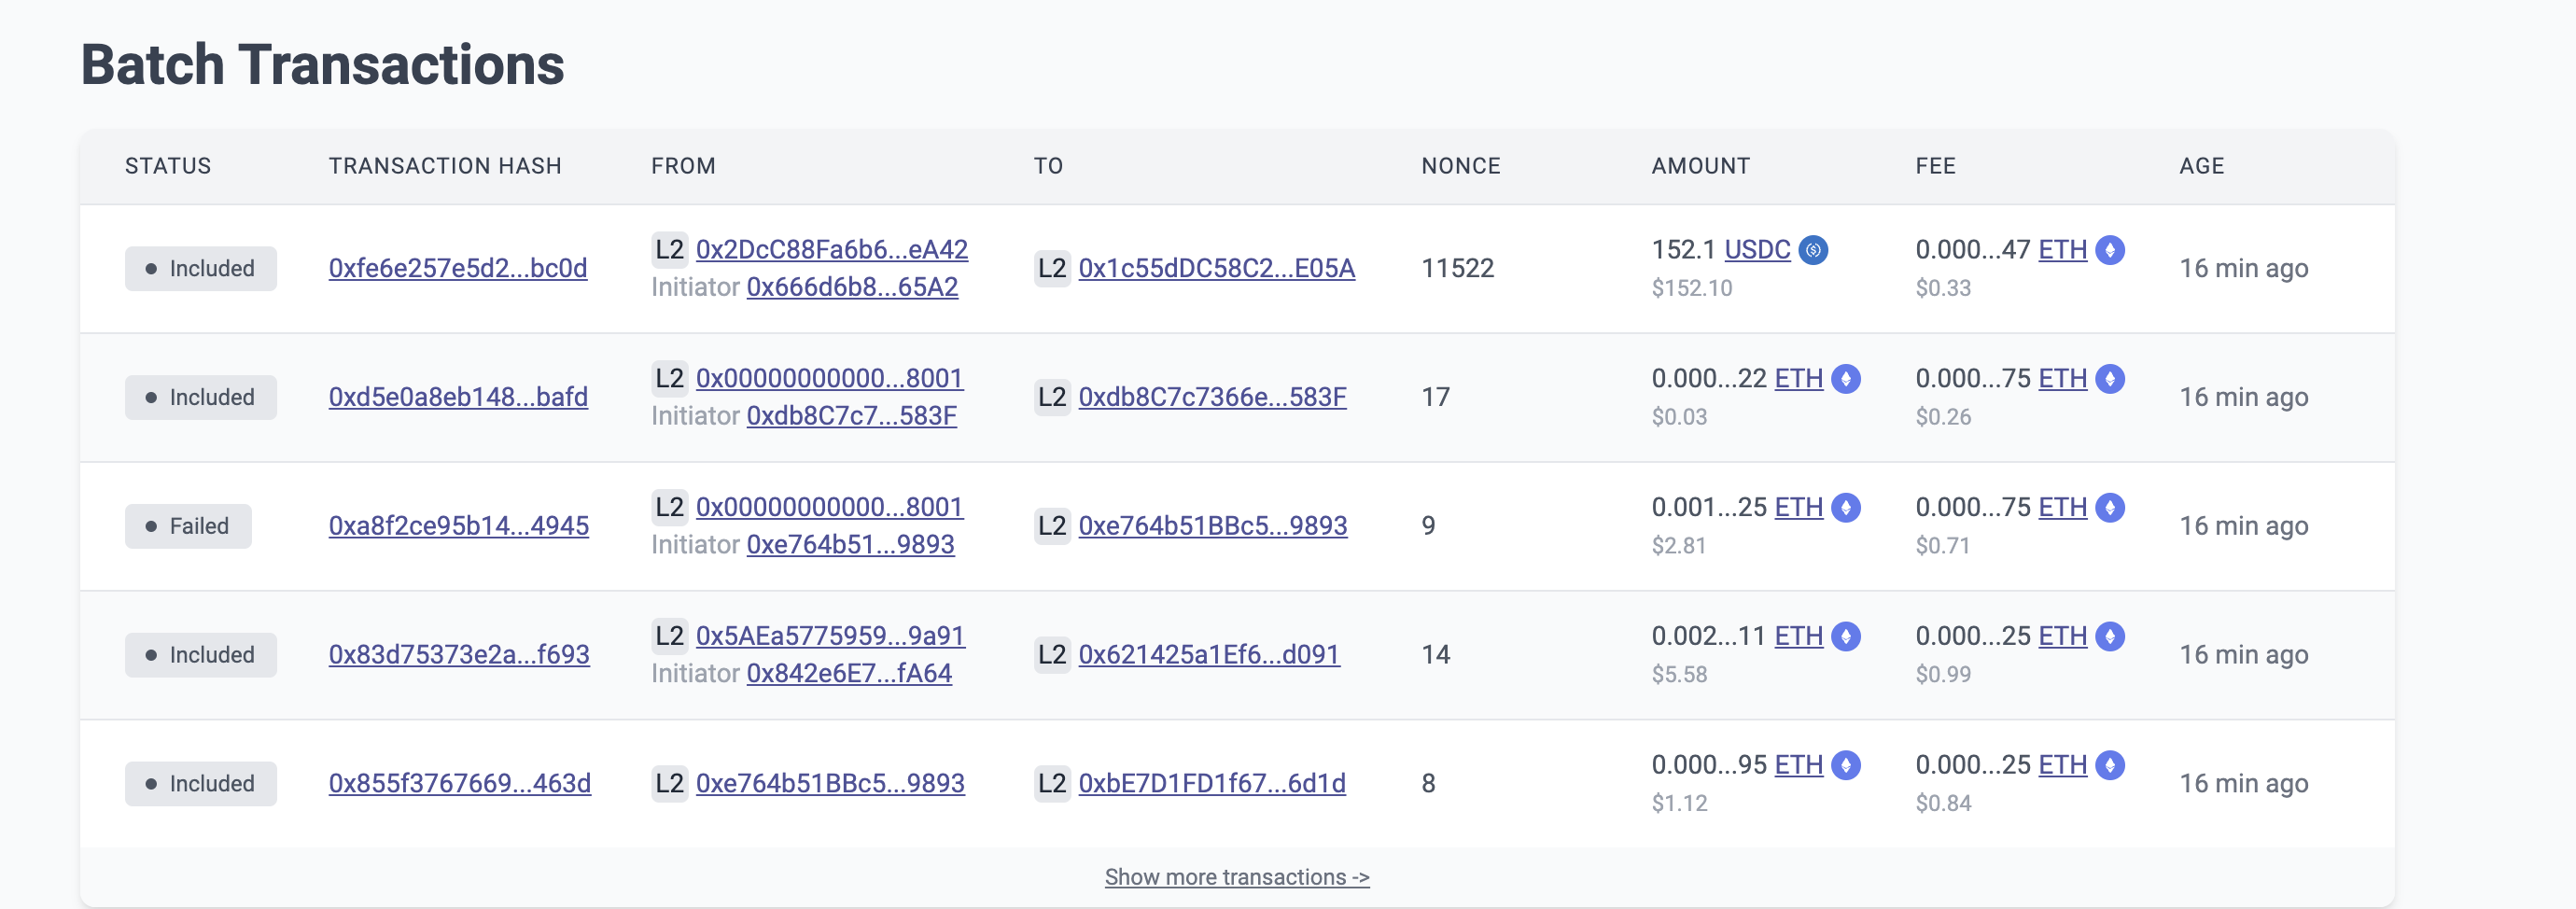 Batch Transactions
STATUS TRANSACTION HASH FROM TO NONCE AMOUNT FEE AGE
Included 0xfe6e257e5d2...bc0d L2 0x2DcC88Fa6b6...eA42 L2 0x1c55dDC58C2...E05A 11522 152.1 USDC 0.000...47 ETH 16 min ago
Initiator 0x666d6b8...65A2 $152.10 $0.33
Included 0xd5e0a8eb148...bafd L2 0x00000000000...8001 L2 0xdb8C7c7366e...583F 17 0.000...22 ETH 0.000...75 ETH 16 min ago
Initiator 0xdb8C7c7...583F $0.03 $0.26
Failed 0xa8f2ce95b14...4945 L2 0x00000000000...8001 L2 0xe764b51BBc5...9893 9 0.001...25 ETH 0.000...75 ETH 16 min ago
Initiator 0xe764b51...9893 $2.81 $0.71
Included 0x83d75373e2a...f693 L2 0x5AEa5775959...9a91 L2 0x621425a1Ef6...d091 14 0.002...11 ETH 0.000...25 ETH 16 min ago
Initiator 0x842e6E7...fA64 $5.58 $0.99
Included 0x855f3767669...463d L2 0xe764b51BBc5...9893 L2 0xbE7D1FD1f67...6d1d 8 0.000...95 ETH 0.000...25 ETH 16 min ago
$1.12 $0.84
Show more transactions ->